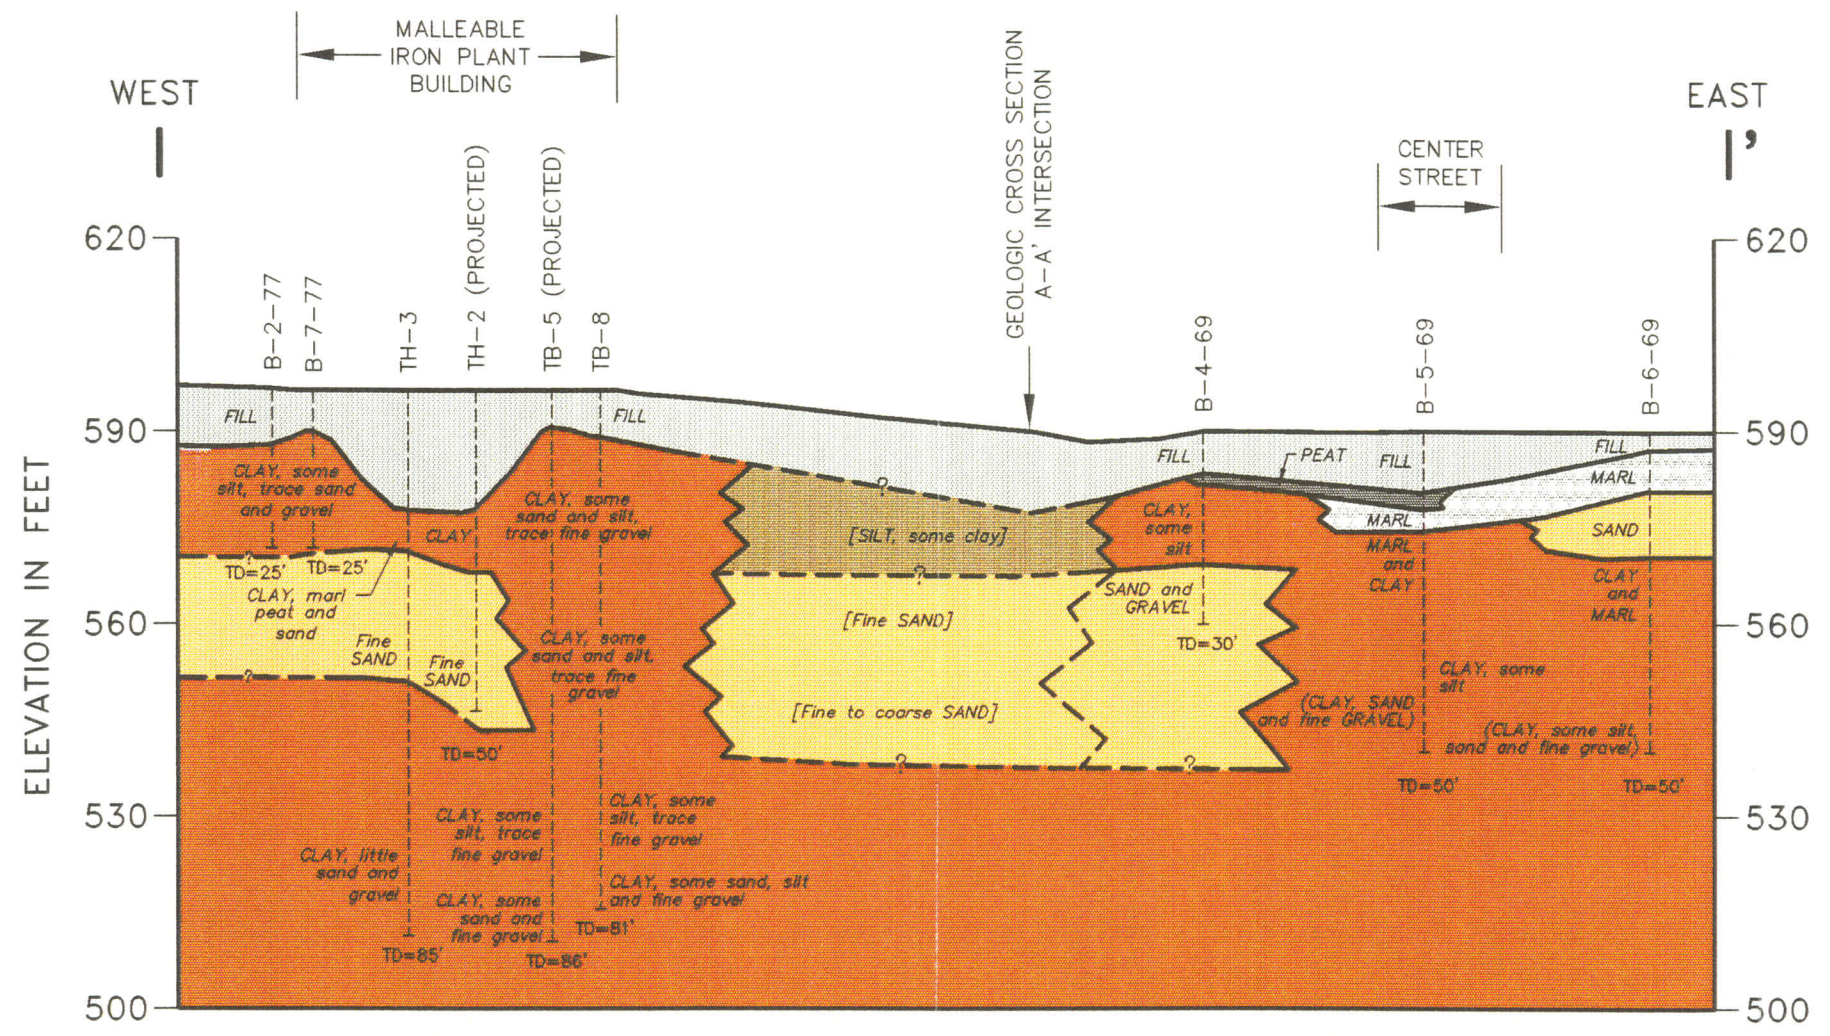 MALLEABLE
IRON PLANT
BUILDING
WEST
EAST
I
I'
CENTER
STREET
GEOLOGIC CROSS SECTION
A-A' INTERSECTION
B-2-77
B-7-77
TH-3
TH-2 (PROJECTED)
TB-5 (PROJECTED)
TB-8
B-4-69
B-5-69
B-6-69
ELEVATION IN FEET
620
590
560
530
500
620
590
560
530
500
FILL
FILL
FILL
PEAT
FILL
FILL
MARL
CLAY, some
silt, trace sand
and gravel
CLAY, some
sand and silt,
trace fine gravel
CLAY
?
[SILT, some clay]
CLAY,
some
silt
MARL
SAND
MARL
and
CLAY
CLAY
and
MARL
?
TD=25'
TD=25'
CLAY, marl
peat and
sand
?
[Fine SAND]
SAND and
GRAVEL
TD=30'
Fine
SAND
Fine
SAND
?
CLAY, some
sand and silt,
trace fine
gravel
[Fine to coarse SAND]
CLAY, some
silt
(CLAY, SAND
and fine GRAVEL)
(CLAY, some silt,
sand and fine gravel)
TD=50'
?
?
TD=50'
TD=50'
CLAY, some
silt, trace
fine gravel
CLAY, some
silt, trace
fine gravel
CLAY, little
sand and
gravel
CLAY, some
sand and
fine gravel
CLAY, some sand, silt
and fine gravel
TD=81'
TD=85'
TD=86'